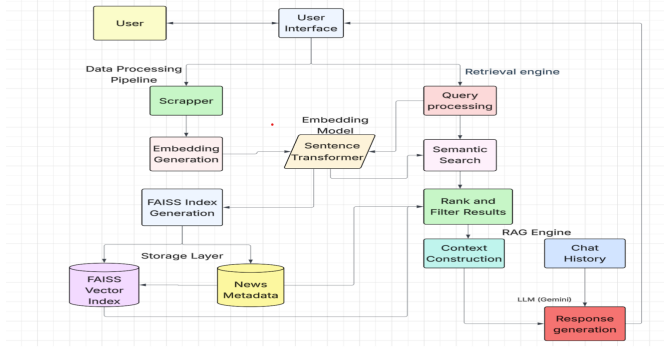 User
User
Interface
Data Processing
Pipeline
Retrieval engine
Scrapper
Query
processing
Embedding
Model
Embedding
Generation
Sentence
Transformer
Semantic
Search
FAISS Index
Generation
Rank and
Filter Results
RAG Engine
Storage Layer
Context
Construction
Chat
History
FAISS
Vector
Index
News
Metadata
LLM (Gemini)
Response
generation